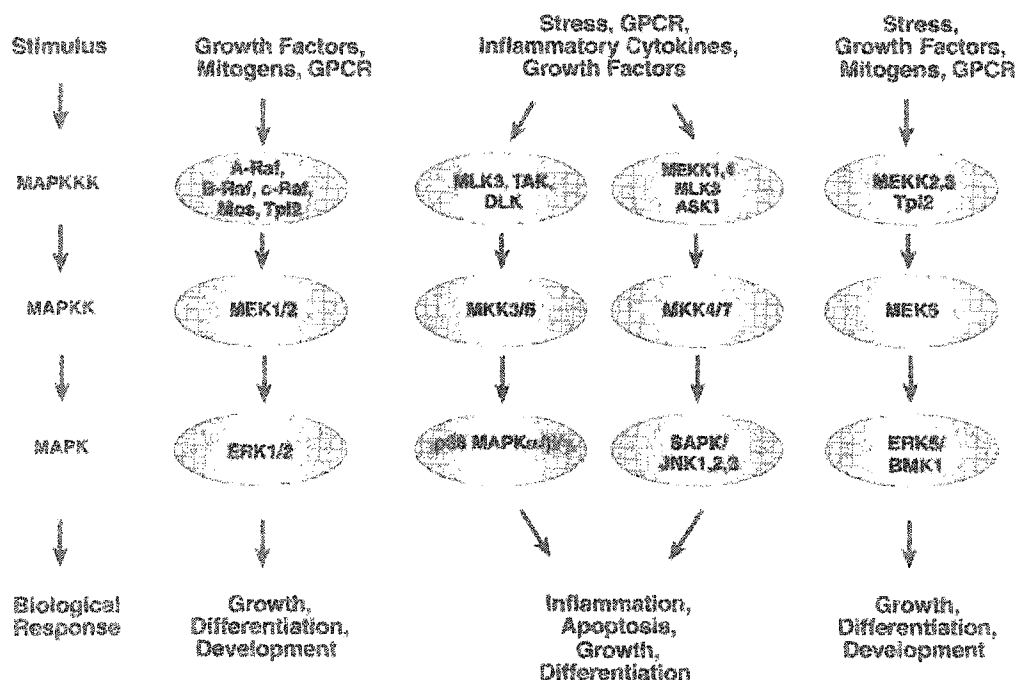 Stimulus
Growth Factors,
Mitogens, GPCR
Stress, GPCR,
Inflammatory Cytokines,
Growth Factors
Stress,
Growth Factors,
Mitogens, GPCR
MAPKKK
A-Raf,
B-Raf, c-Raf,
Mos, Tpl2
MLK3, TAK,
DLK
MEKK1,4
MLK3
ASK1
MEKK2,3
Tpl2
MAPKK
MEK1/2
MKK3/6
MKK4/7
MEK5
MAPK
ERK1/2
p38 MAPK
SAPK/
JNK1,2,3
ERK5/
BMK1
Biological
Response
Growth,
Differentiation,
Development
Inflammation,
Apoptosis,
Growth,
Differentiation
Growth,
Differentiation,
Development